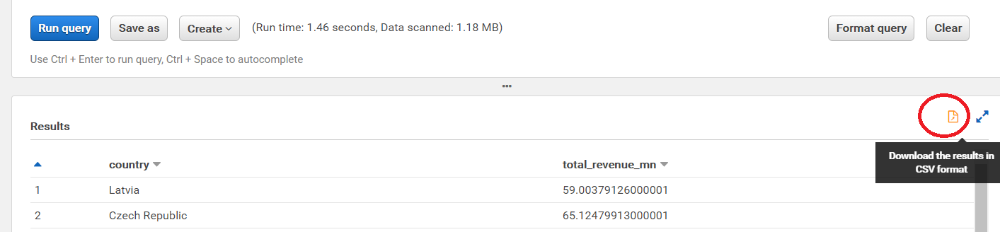 Run query Save as Create (Run time: 1.46 seconds, Data scanned: 1.18 MB) Format query Clear
Use Ctrl + Enter to run query, Ctrl + Space to autocomplete
Results
Download the results in
CSV format
country total_revenue_mn
1 Latvia 59.00379126000001
2 Czech Republic 65.12479913000001